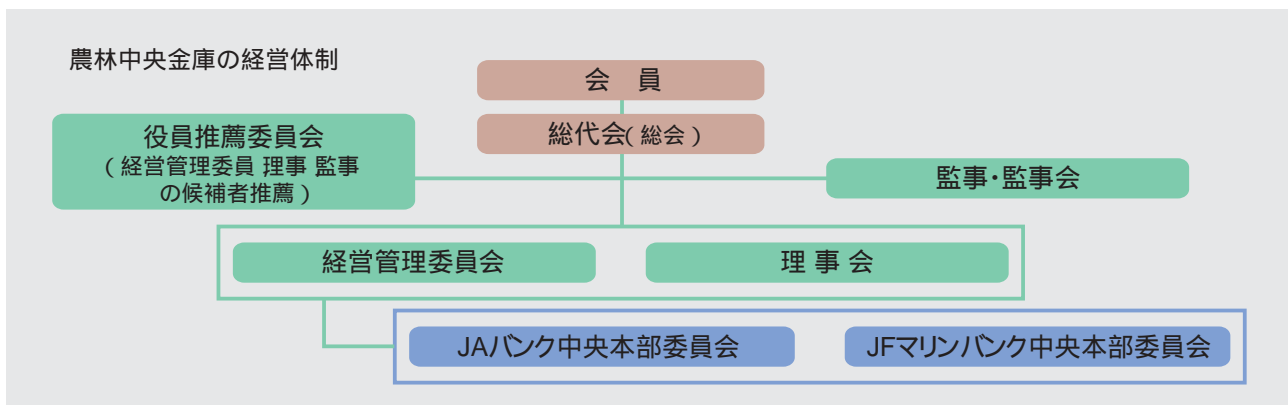 農林中央金庫の経営体制
会 員
総代会(総会)
役員推薦委員会
(経営管理委員 理事 監事
の候補者推薦)
監事・監事会
経営管理委員会
理 事 会
JAバンク中央本部委員会
JFマリンバンク中央本部委員会